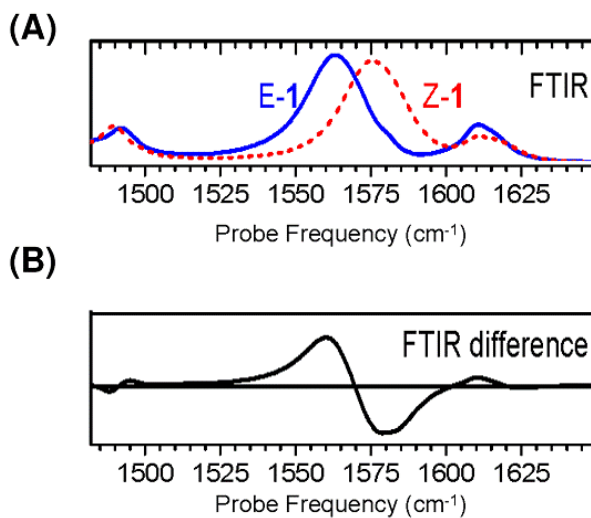 (A)
E-1 Z-1 FTIR
1500 1525 1550 1575 1600 1625
Probe Frequency (cm-1)
(B)
FTIR difference
1500 1525 1550 1575 1600 1625
Probe Frequency (cm-1)